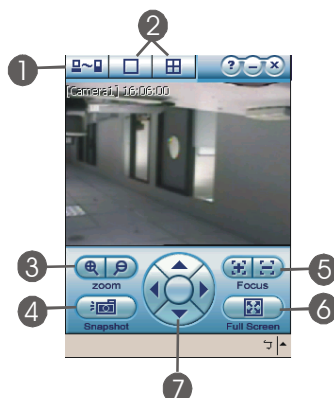 1
2
?
[Camera1] 16:06:00
3
zoom
4
Snapshot
5
Focus
6
Full Screen
ㄅ
7